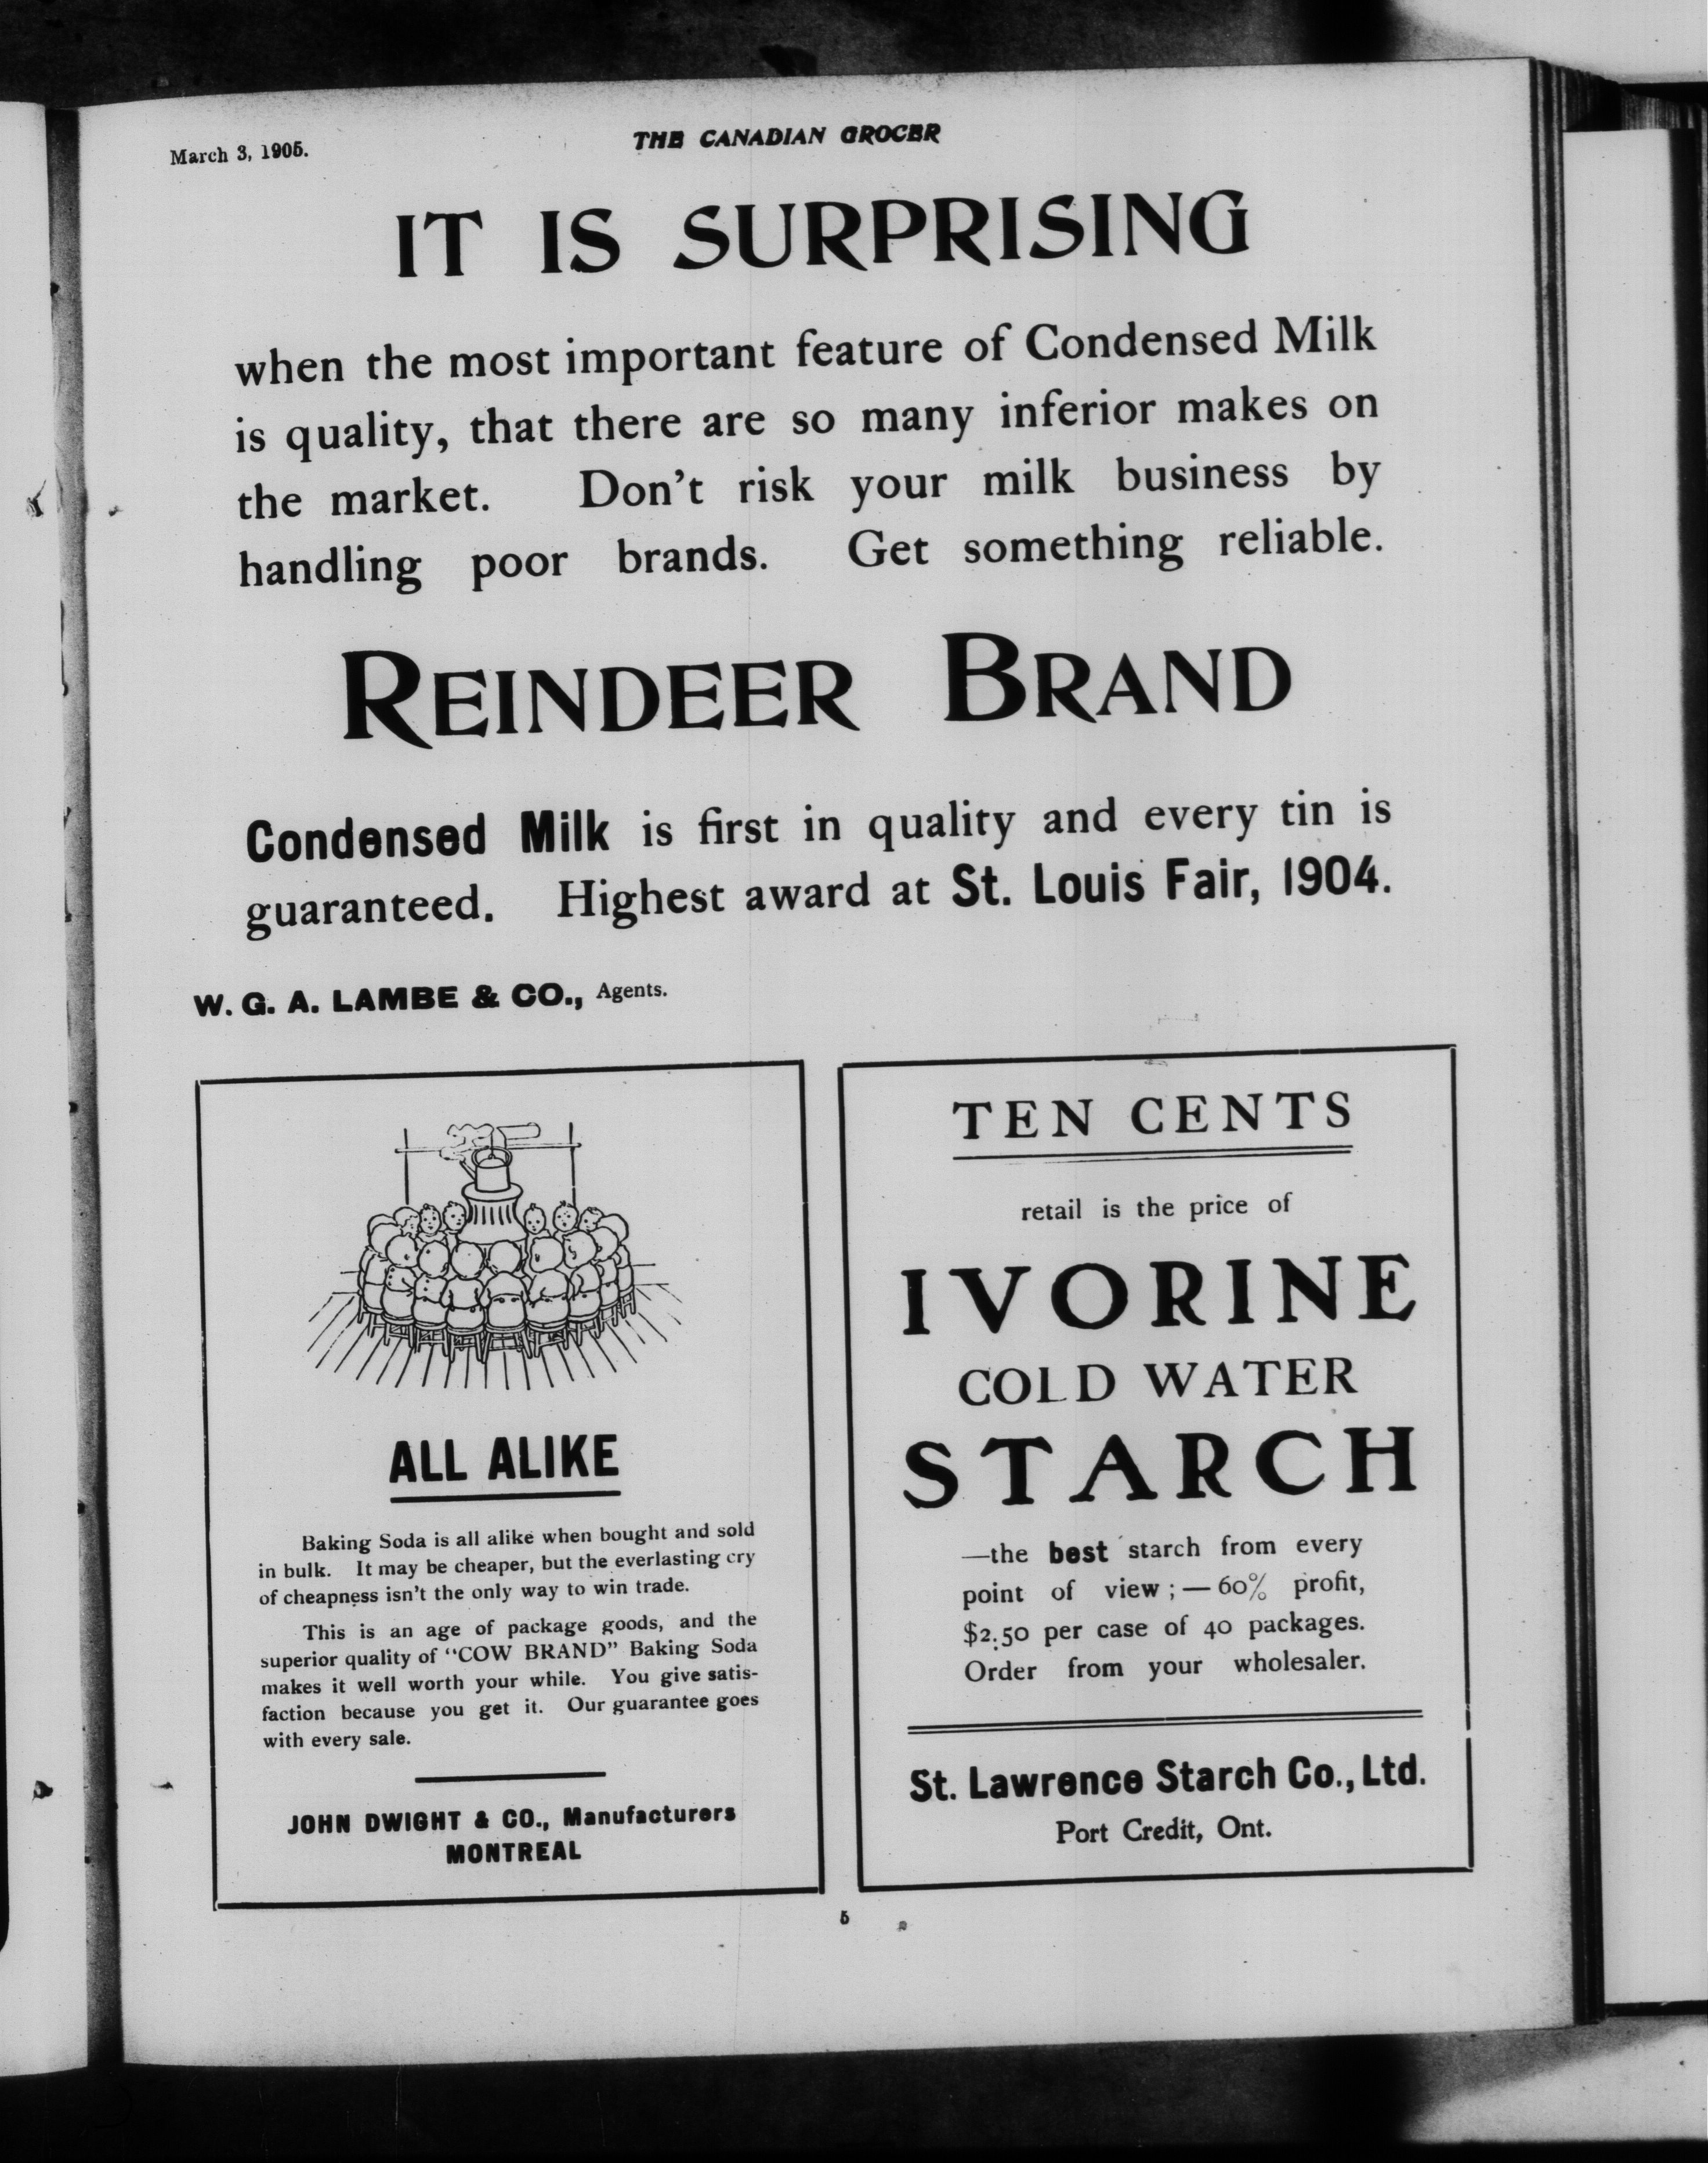 March 3, 1905.
THE CANADIAN GROCER
IT IS SURPRISING
when the most important feature of Condensed Milk
is quality, that there are so many inferior makes on
the market. Don't risk your milk business by
handling poor brands. Get something reliable.
REINDEER BRAND
Condensed Milk is first in quality and every tin is
guaranteed. Highest award at St. Louis Fair, 1904.
W. G. A. LAMBE & CO., Agents.
ALL ALIKE
Baking Soda is all alike when bought and sold
in bulk. It may be cheaper, but the everlasting cry
of cheapness isn't the only way to win trade.
This is an age of package goods, and the
superior quality of "COW BRAND" Baking Soda
makes it well worth your while. You give satis-
faction because you get it. Our guarantee goes
with every sale.
JOHN DWIGHT & CO., Manufacturers
MONTREAL
TEN CENTS
retail is the price of
IVORINE
COLD WATER
STARCH
—the best starch from every
point of view;—60% profit,
$2.50 per case of 40 packages.
Order from your wholesaler.
St. Lawrence Starch Co., Ltd.
Port Credit, Ont.
5